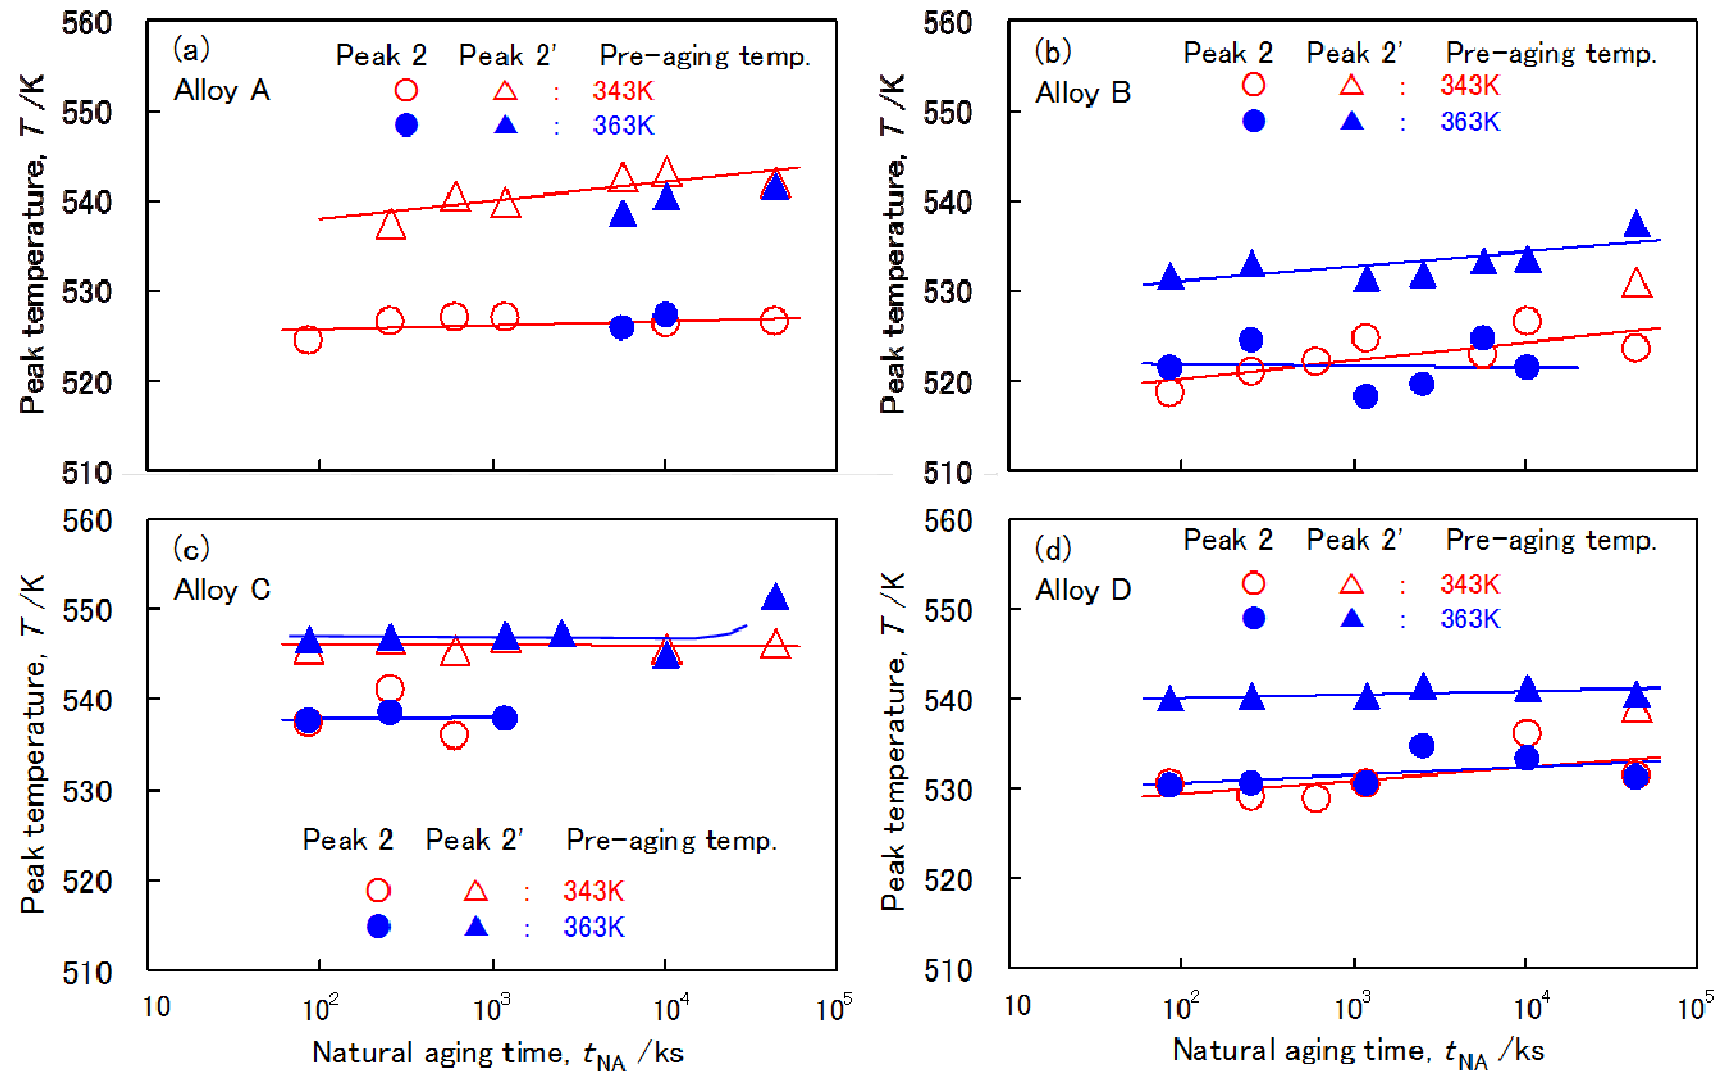 (a)
Alloy A
Peak 2 Peak 2' Pre-aging temp.
: 343K
: 363K
Peak temperature, T /K
560
550
540
530
520
510
(b)
Alloy B
Peak 2 Peak 2' Pre-aging temp.
: 343K
: 363K
Peak temperature, T /K
560
550
540
530
520
510
(c)
Alloy C
Peak 2 Peak 2' Pre-aging temp.
: 343K
: 363K
Peak temperature, T /K
560
550
540
530
520
510
10 10² 10³ 10⁴ 10⁵
Natural aging time, tNA /ks
(d)
Alloy D
Peak 2 Peak 2' Pre-aging temp.
: 343K
: 363K
Peak temperature, T /K
560
550
540
530
520
510
10 10² 10³ 10⁴ 10⁵
Natural aging time, tNA /ks